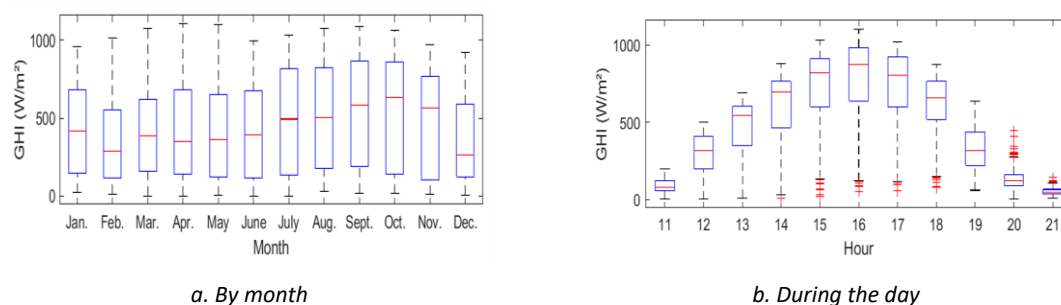 GHI (W/m²)
1000
500
0
Jan. Feb. Mar. Apr. May June July Aug. Sept. Oct. Nov. Dec.
Month
a. By month
GHI (W/m²)
1000
500
0
11 12 13 14 15 16 17 18 19 20 21
Hour
b. During the day